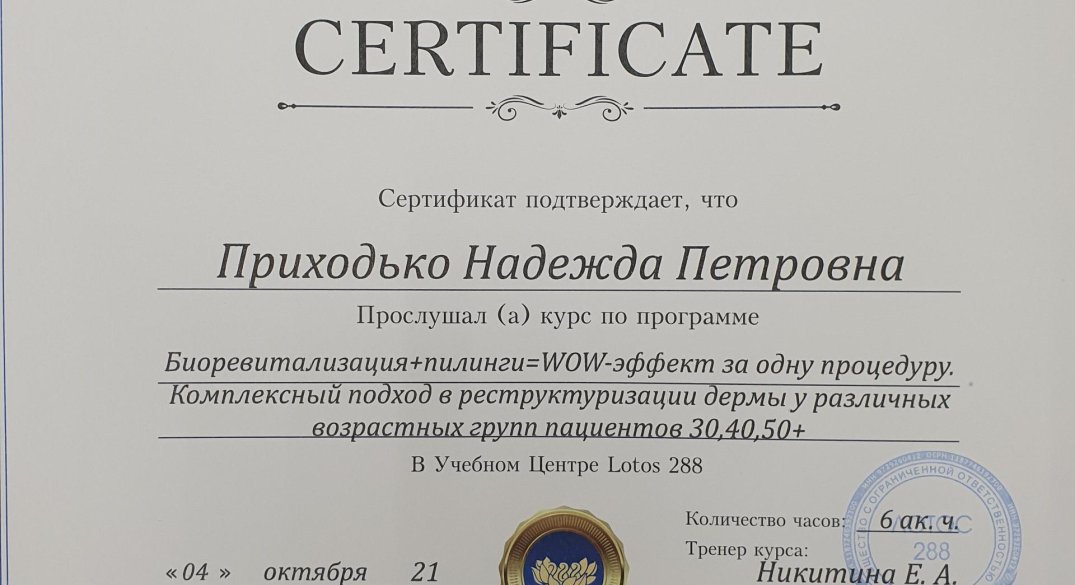 CERTIFICATE
Сертификат подтверждает, что
Приходько Надежда Петровна
Прослушал (а) курс по программе
Биоревитализация+пилинги=WOW-эффект за одну процедуру.
Комплексный подход в реструктуризации дермы у различных
возрастных групп пациентов 30,40,50+
В Учебном Центре Lotos 288
Количество часов: 6 ак. ч.
Тренер курса:
Никитина Е. А.
«04 » октября 21
С ОГРАНИЧЕННОЙ ОТВЕТСТВЕННОСТЬЮ
288